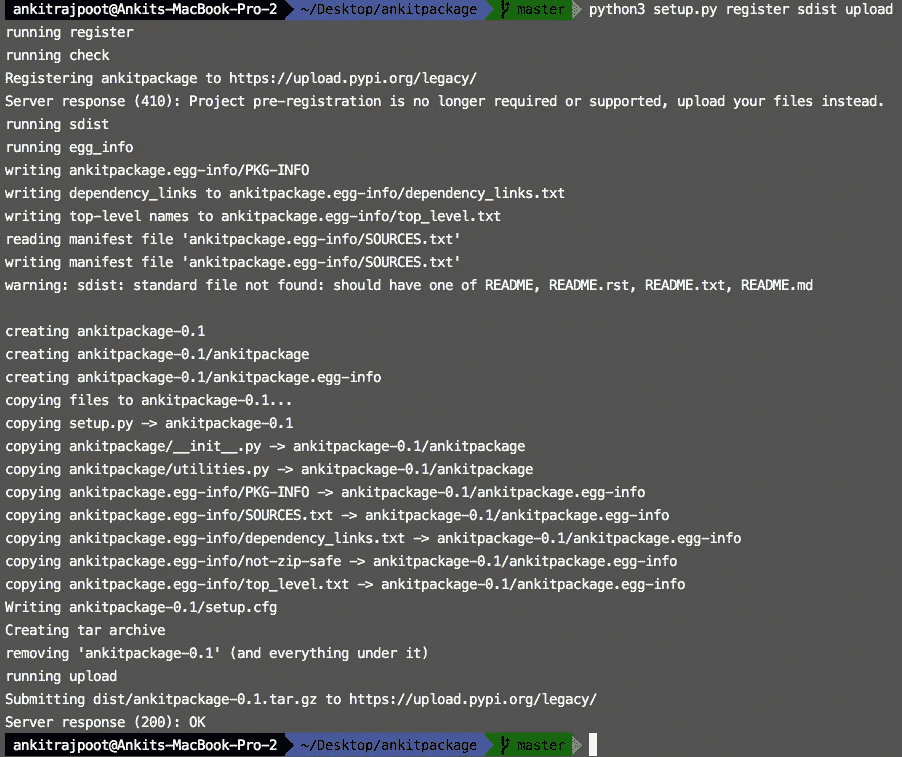 ankitrajpoot@Ankits-MacBook-Pro-2 ~/Desktop/ankitpackage master python3 setup.py register sdist upload
running register
running check
Registering ankitpackage to https://upload.pypi.org/legacy/
Server response (410): Project pre-registration is no longer required or supported, upload your files instead.
running sdist
running egg_info
writing ankitpackage.egg-info/PKG-INFO
writing dependency_links to ankitpackage.egg-info/dependency_links.txt
writing top-level names to ankitpackage.egg-info/top_level.txt
reading manifest file 'ankitpackage.egg-info/SOURCES.txt'
writing manifest file 'ankitpackage.egg-info/SOURCES.txt'
warning: sdist: standard file not found: should have one of README, README.rst, README.txt, README.md
creating ankitpackage-0.1
creating ankitpackage-0.1/ankitpackage
creating ankitpackage-0.1/ankitpackage.egg-info
copying files to ankitpackage-0.1...
copying setup.py -> ankitpackage-0.1
copying ankitpackage/__init__.py -> ankitpackage-0.1/ankitpackage
copying ankitpackage/utilities.py -> ankitpackage-0.1/ankitpackage
copying ankitpackage.egg-info/PKG-INFO -> ankitpackage-0.1/ankitpackage.egg-info
copying ankitpackage.egg-info/SOURCES.txt -> ankitpackage-0.1/ankitpackage.egg-info
copying ankitpackage.egg-info/dependency_links.txt -> ankitpackage-0.1/ankitpackage.egg-info
copying ankitpackage.egg-info/not-zip-safe -> ankitpackage-0.1/ankitpackage.egg-info
copying ankitpackage.egg-info/top_level.txt -> ankitpackage-0.1/ankitpackage.egg-info
Writing ankitpackage-0.1/setup.cfg
Creating tar archive
removing 'ankitpackage-0.1' (and everything under it)
running upload
Submitting dist/ankitpackage-0.1.tar.gz to https://upload.pypi.org/legacy/
Server response (200): OK
ankitrajpoot@Ankits-MacBook-Pro-2 ~/Desktop/ankitpackage master